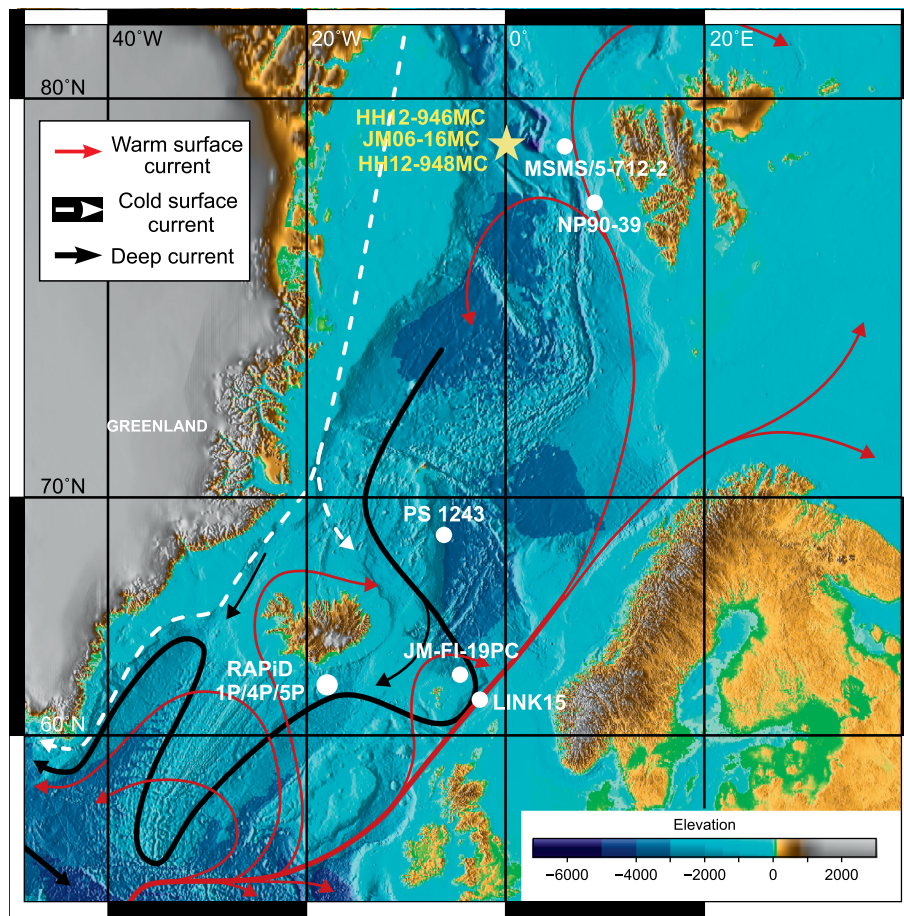 40˚W
20˚W
0˚
20˚E
80˚N
HH12-946MC
JM06-16MC
HH12-948MC
MSMS/5-712-2
NP90-39
Warm surface
current
Cold surface
current
Deep current
GREENLAND
70˚N
PS 1243
JM-FI-19PC
RAPiD
1P/4P/5P
LINK15
60˚N
Elevation
−6000
−4000
−2000
0
2000